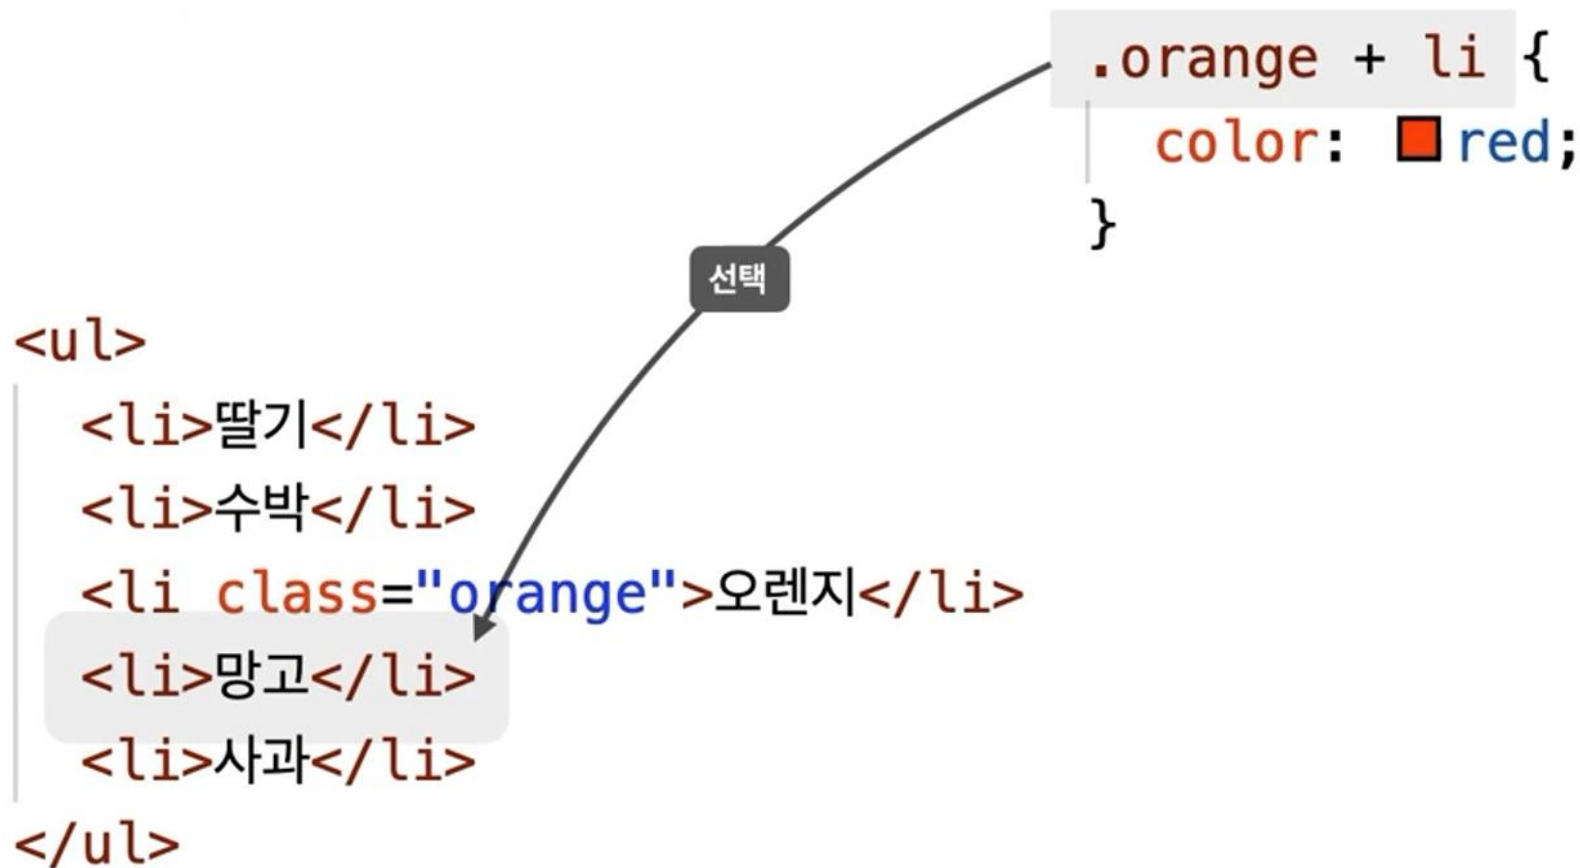 .orange + li {
color: red;
}
선택
<ul>
<li>딸기</li>
<li>수박</li>
<li class="orange">오렌지</li>
<li>망고</li>
<li>사과</li>
</ul>